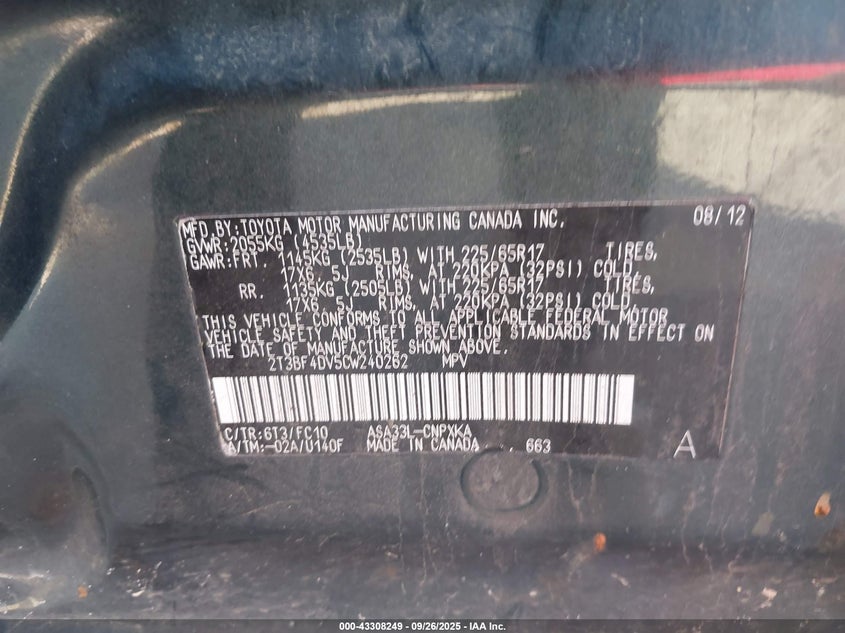 MFD.BY:TOYOTA MOTOR MANUFACTURING CANADA INC. 08/12
GVWR:2055KG (4535LB)
GAWR:FRT. 1145KG (2535LB) WITH 225/65R17 TIRES,
17X6.5J RIMS, AT 220KPA (32PSI) COLD,
RR. 1135KG (2505LB) WITH 225/65R17 TIRES,
17X6.5J RIMS, AT 220KPA (32PSI) COLD,
THIS VEHICLE CONFORMS TO ALL APPLICABLE FEDERAL MOTOR
VEHICLE SAFETY AND THEFT PREVENTION STANDARDS IN EFFECT ON
THE DATE OF MANUFACTURE SHOWN ABOVE.
2T3BF4DV5CW240262 MPV
C/TR:6T3/FC10 ASA33L-CNPXKA
A/TM:-02A/U140F MADE IN CANADA . 663 A
000-43308249 - 09/26/2025 - IAA Inc.